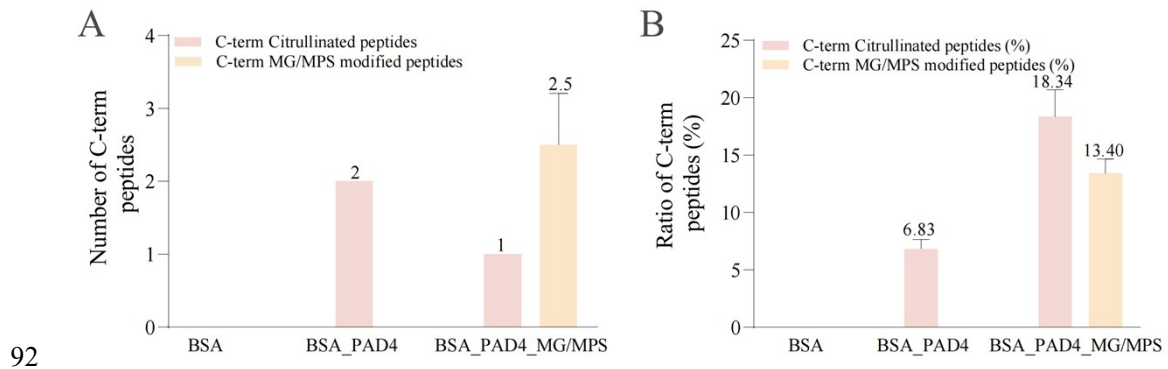 A
4
3
2
1
0
Number of C-term
peptides
C-term Citrullinated peptides
C-term MG/MPS modified peptides
2
1
2.5
BSA
BSA_PAD4
BSA_PAD4_MG/MPS
B
25
20
15
10
5
0
Ratio of C-term
peptides (%)
C-term Citrullinated peptides (%)
C-term MG/MPS modified peptides (%)
6.83
18.34
13.40
BSA
BSA_PAD4
BSA_PAD4_MG/MPS
92